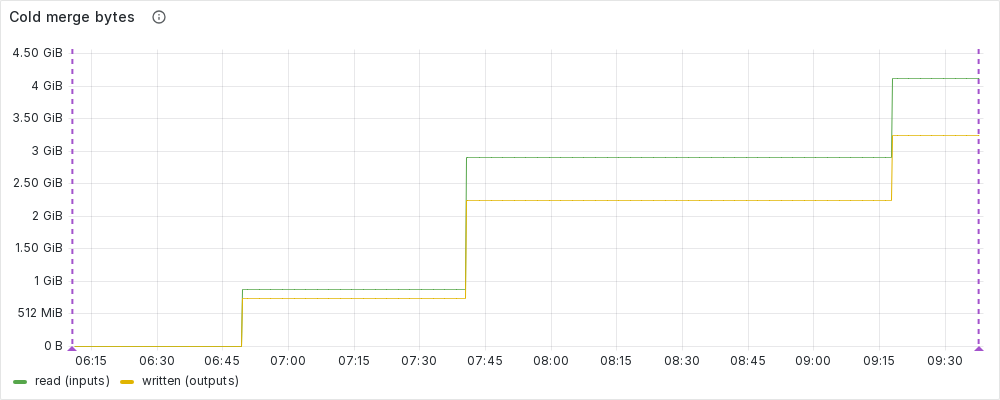 Cold merge bytes
4.50 GiB
4 GiB
3.50 GiB
3 GiB
2.50 GiB
2 GiB
1.50 GiB
1 GiB
512 MiB
0 B
06:15 06:30 06:45 07:00 07:15 07:30 07:45 08:00 08:15 08:30 08:45 09:00 09:15 09:30
read (inputs) written (outputs)